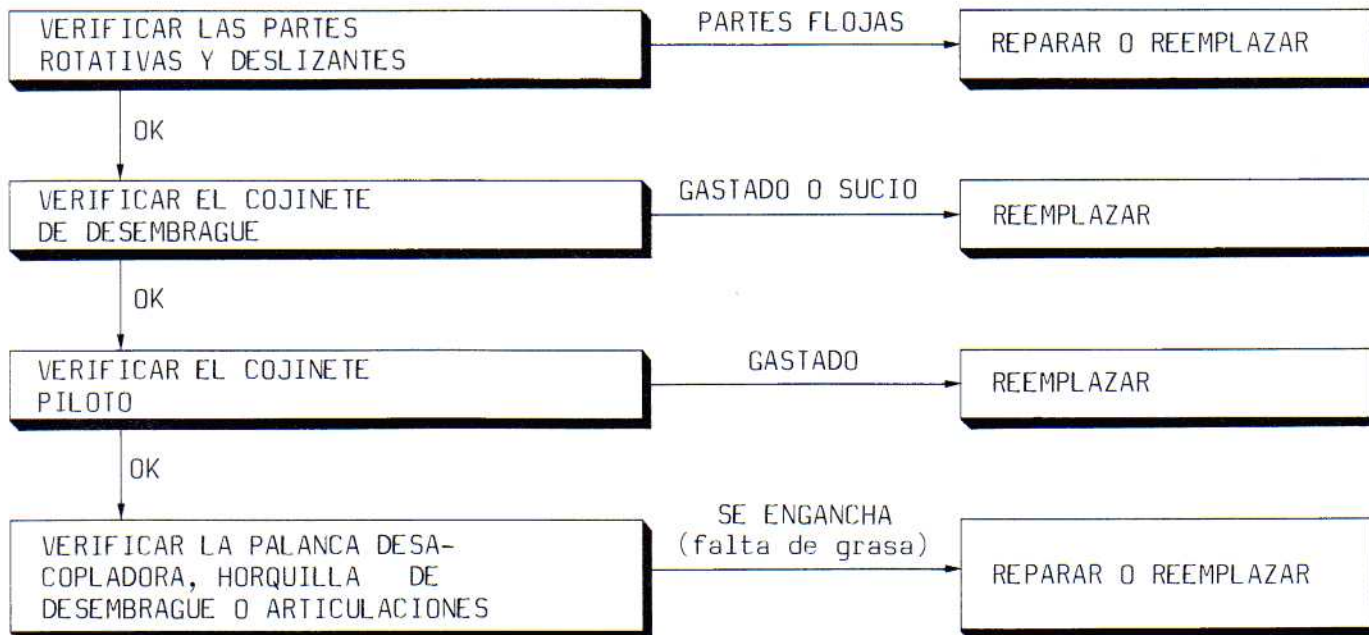 VERIFICAR LAS PARTES
ROTATIVAS Y DESLIZANTES
PARTES FLOJAS
REPARAR O REEMPLAZAR
OK
VERIFICAR EL COJINETE
DE DESEMBRAGUE
GASTADO O SUCIO
REEMPLAZAR
OK
VERIFICAR EL COJINETE
PILOTO
GASTADO
REEMPLAZAR
OK
VERIFICAR LA PALANCA DESA-
COPLADORA, HORQUILLA DE
DESEMBRAGUE O ARTICULACIONES
SE ENGANCHA
(falta de grasa)
REPARAR O REEMPLAZAR